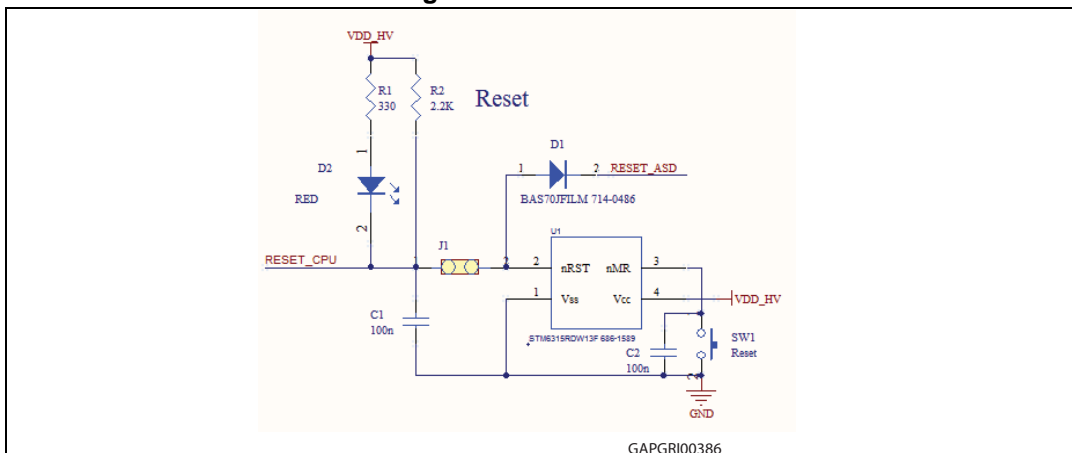 VDD_HV
R1
330
R2
2.2K
Reset
D1
1
2
RESET_ASD
BAS70JFILM 714-0486
1
D2
RED
2
U1
RESET_CPU
1
J1
2
2
nRST
nMR
3
1
Vss
Vcc
4
VDD_HV
C1
100n
STM6315RDW13F 686-1589
C2
100n
SW1
Reset
2
GND
GAPGRI00386